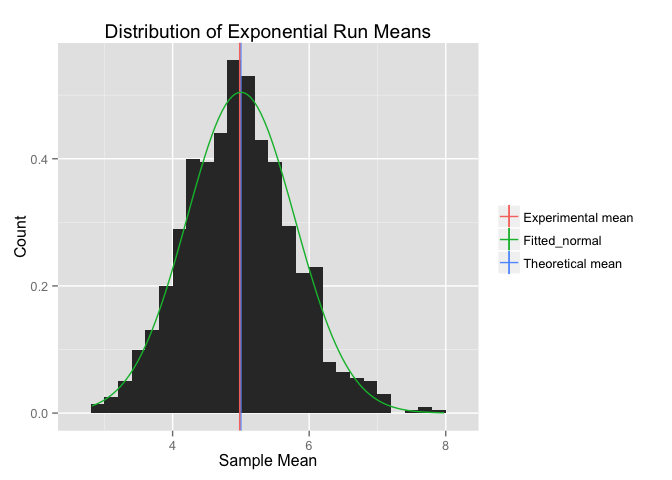 Distribution of Exponential Run Means
Count
0.4
0.2
0.0
4 6 8
Sample Mean
Experimental mean
Fitted_normal
Theoretical mean